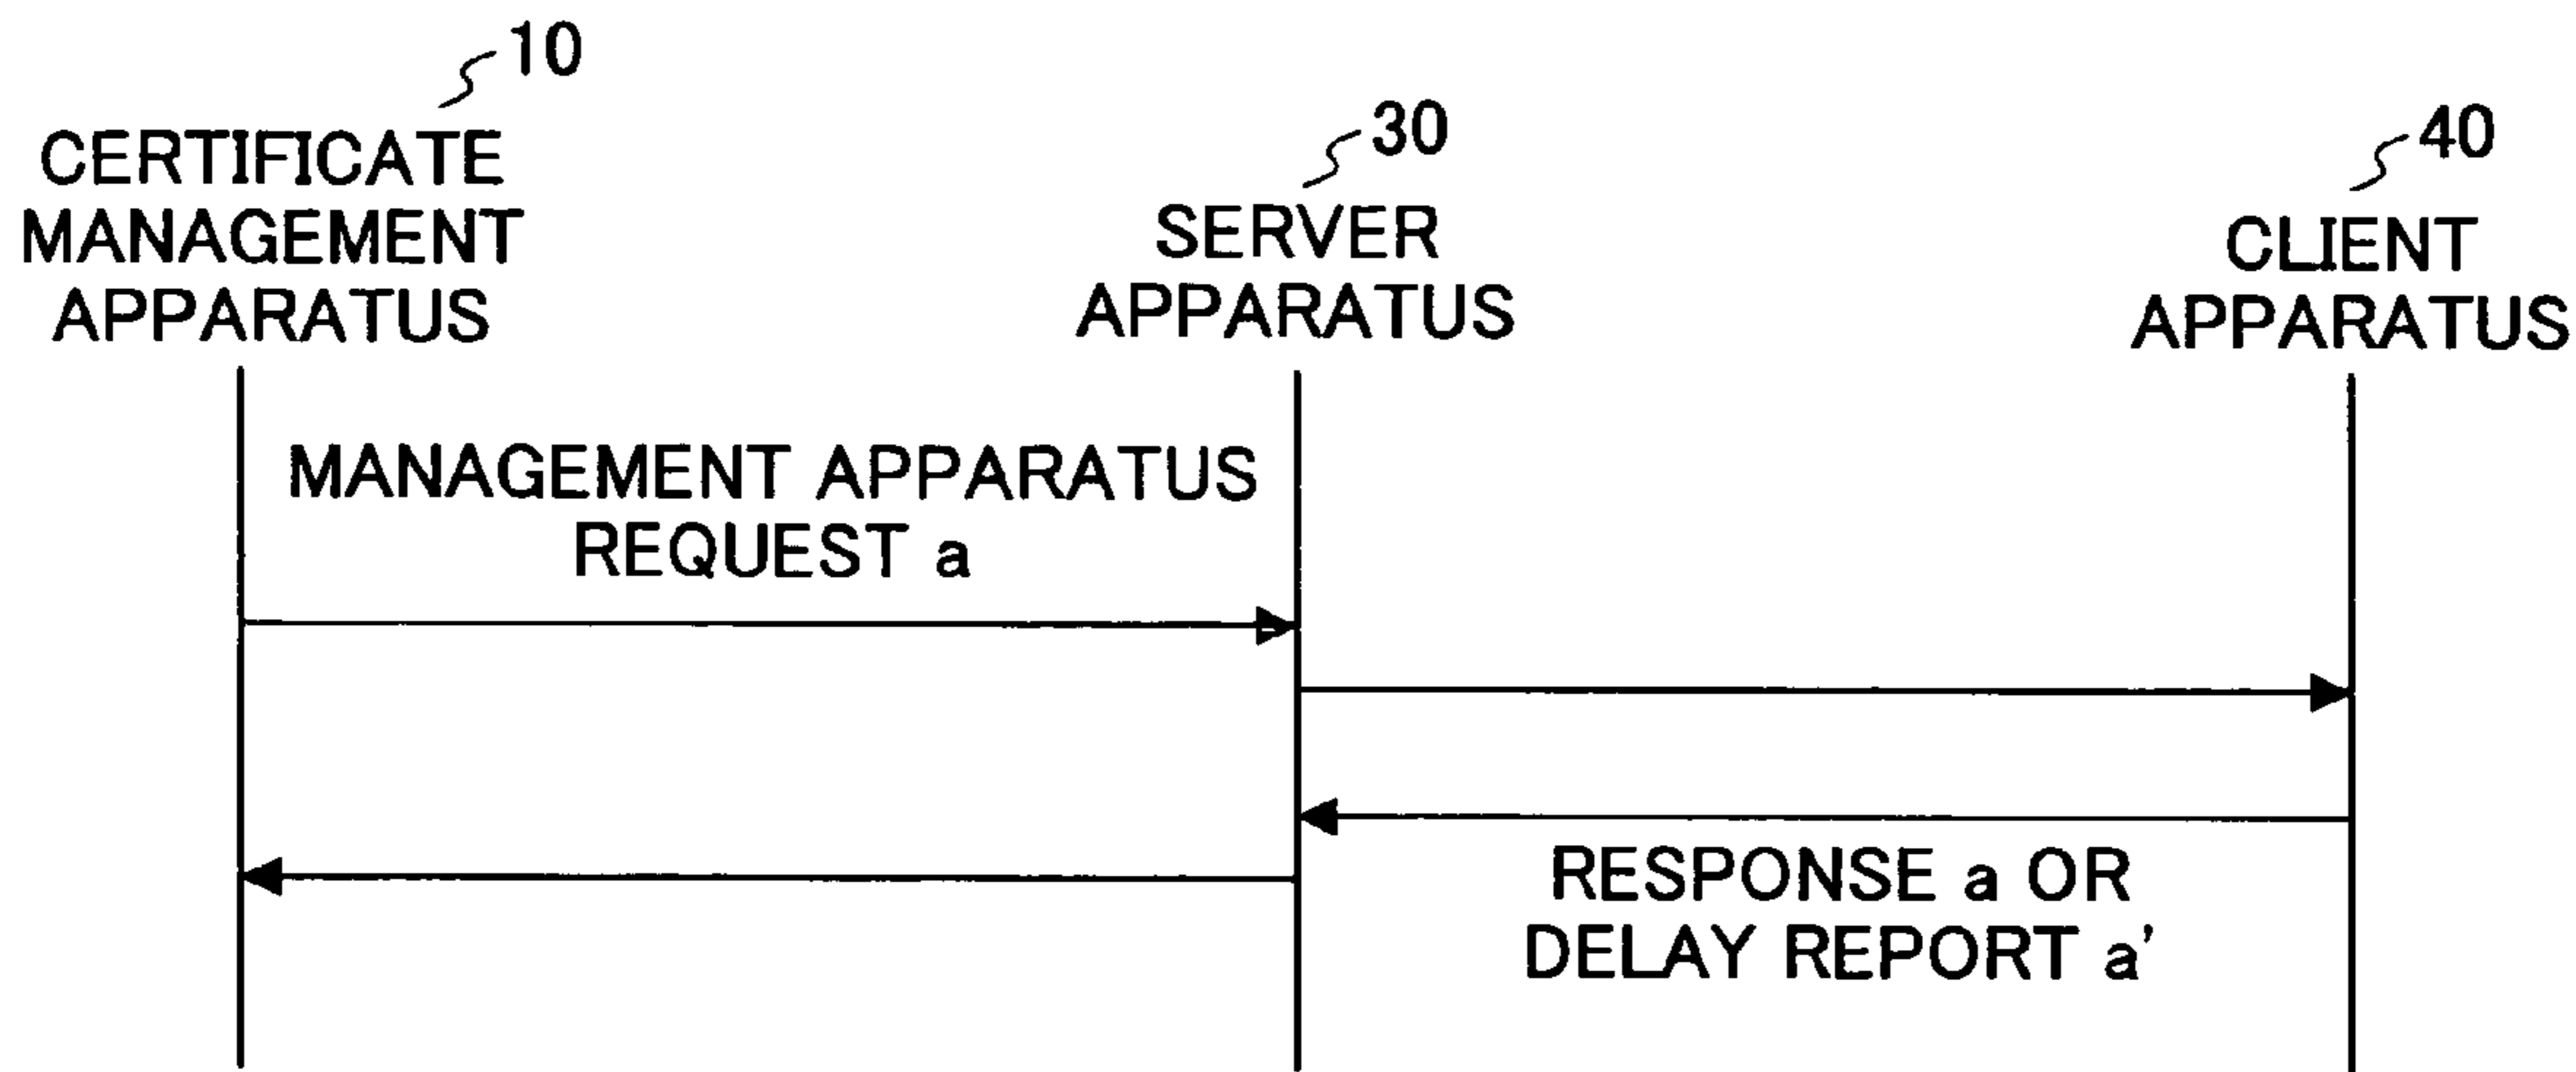 10
CERTIFICATE
MANAGEMENT
APPARATUS
30
SERVER
APPARATUS
40
CLIENT
APPARATUS
MANAGEMENT APPARATUS
REQUEST a
RESPONSE a OR
DELAY REPORT a'